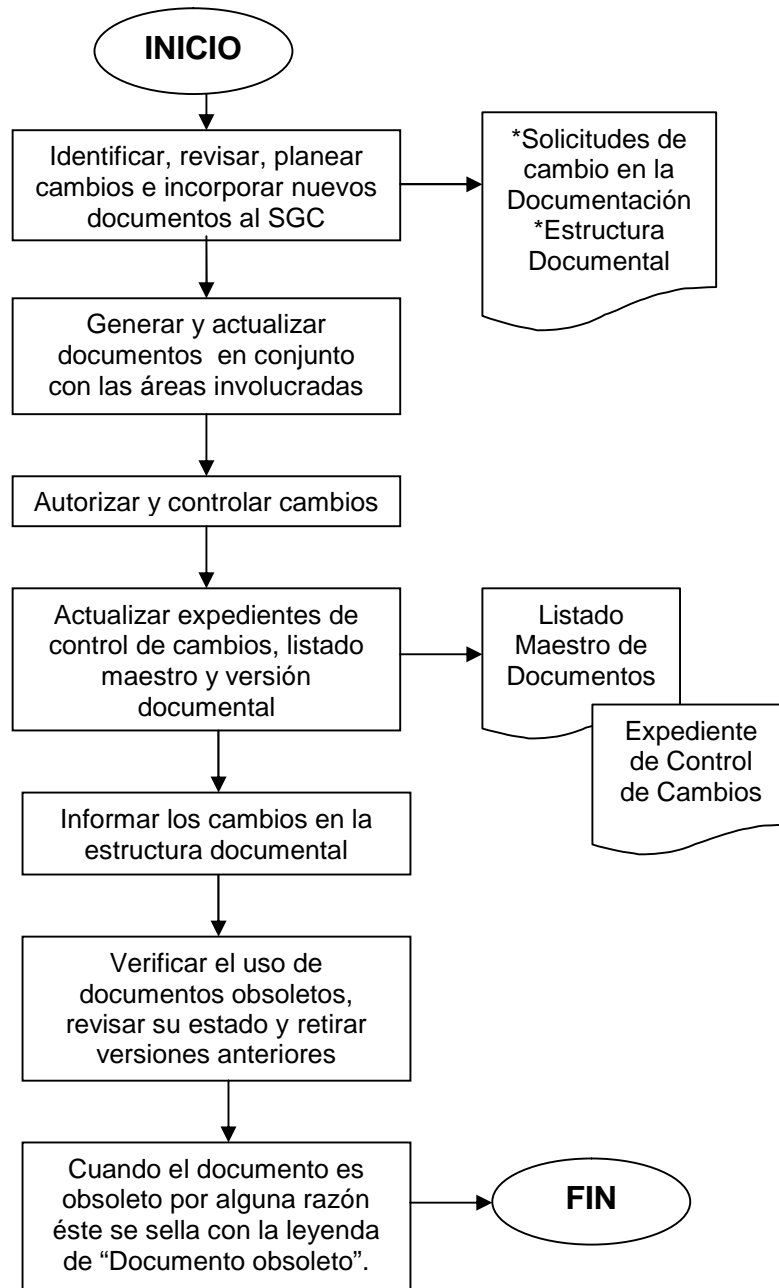 INICIO
Identificar, revisar, planear
cambios e incorporar nuevos
documentos al SGC
*Solicitudes de
cambio en la
Documentación
*Estructura
Documental
Generar y actualizar
documentos en conjunto
con las áreas involucradas
Autorizar y controlar cambios
Actualizar expedientes de
control de cambios, listado
maestro y versión
documental
Listado
Maestro de
Documentos
Expediente
de Control
de Cambios
Informar los cambios en la
estructura documental
Verificar el uso de
documentos obsoletos,
revisar su estado y retirar
versiones anteriores
Cuando el documento es
obsoleto por alguna razón
éste se sella con la leyenda
de “Documento obsoleto”.
FIN